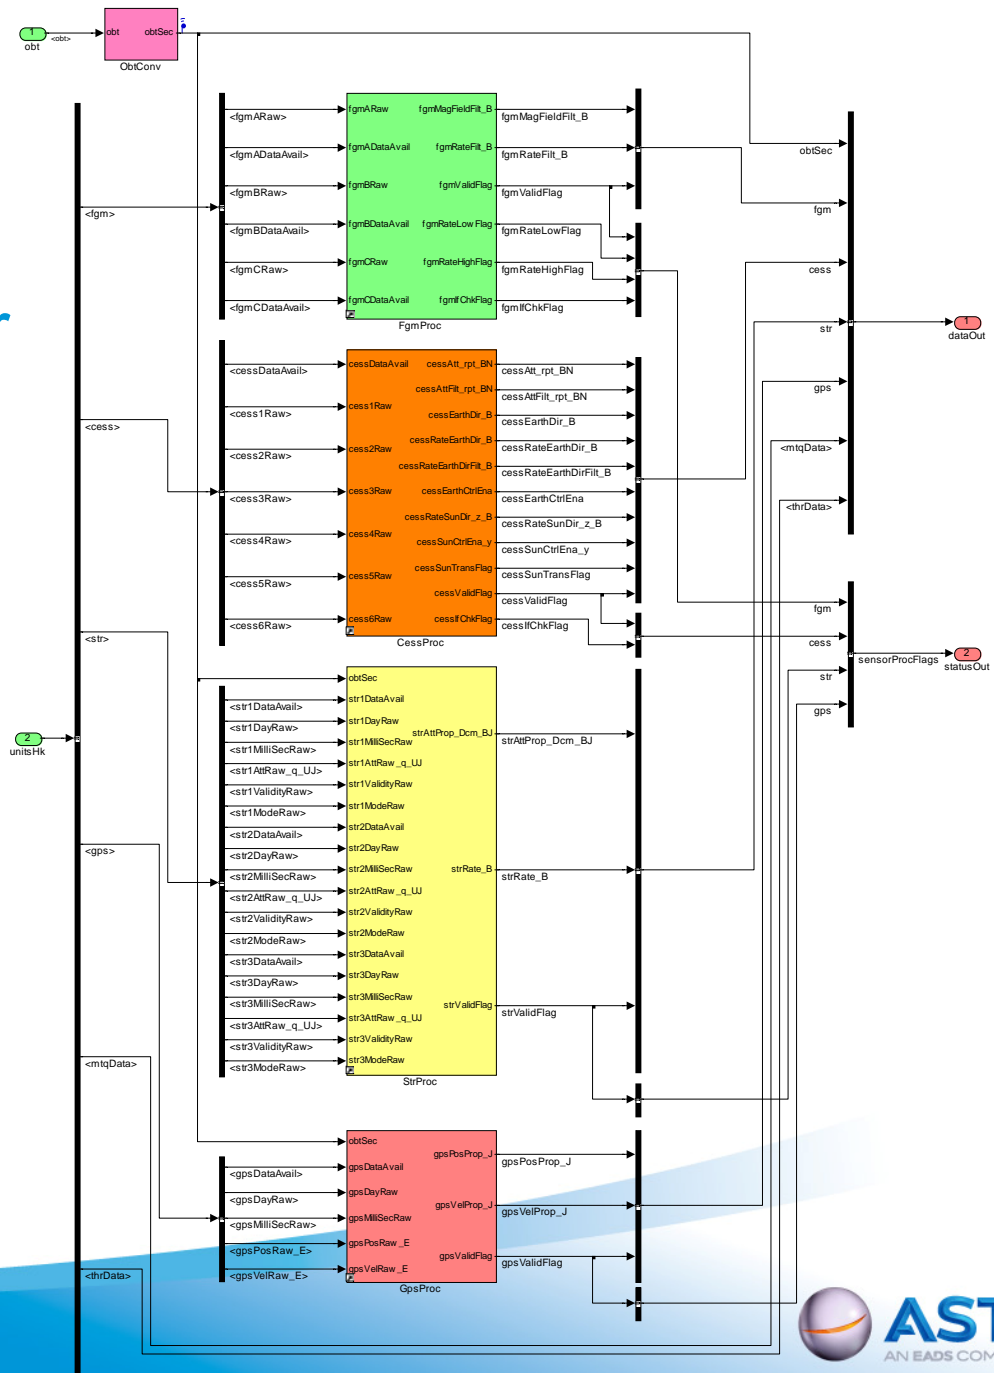 1
obt
<obt>
obt
obtSec
ObtConv
obtSec
fgm
cess
str
gps
<mtqData>
<thrData>
1
dataOut
<fgm>
<cess>
<str>
2
unitsHk
<gps>
<mtqData>
<thrData>
<fgmARaw>
<fgmADataAvail>
<fgmBRaw>
<fgmBDataAvail>
<fgmCRaw>
<fgmCDataAvail>
fgmARaw
fgmADataAvail
fgmBRaw
fgmBDataAvail
fgmCRaw
fgmCDataAvail
fgmMagFieldFilt_B
fgmRateFilt_B
fgmValidFlag
fgmRateLowFlag
fgmRateHighFlag
fgmIfChkFlag
FgmProc
fgmMagFieldFilt_B
fgmRateFilt_B
fgmValidFlag
fgmRateLowFlag
fgmRateHighFlag
fgmIfChkFlag
<cessDataAvail>
<cess1Raw>
<cess2Raw>
<cess3Raw>
<cess4Raw>
<cess5Raw>
<cess6Raw>
cessDataAvail
cess1Raw
cess2Raw
cess3Raw
cess4Raw
cess5Raw
cess6Raw
cessAtt_rpt_BN
cessAttFilt_rpt_BN
cessEarthDir_B
cessRateEarthDir_B
cessRateEarthDirFilt_B
cessEarthCtrlEna
cessRateSunDir_z_B
cessSunCtrlEna_y
cessSunTransFlag
cessValidFlag
cessIfChkFlag
CessProc
cessAtt_rpt_BN
cessAttFilt_rpt_BN
cessEarthDir_B
cessRateEarthDir_B
cessRateEarthDirFilt_B
cessEarthCtrlEna
cessRateSunDir_z_B
cessSunCtrlEna_y
cessSunTransFlag
cessValidFlag
cessIfChkFlag
fgm
cess
str
gps
sensorProcFlags
2
statusOut
<str1DataAvail>
<str1DayRaw>
<str1MilliSecRaw>
<str1AttRaw_q_UJ>
<str1ValidityRaw>
<str1ModeRaw>
<str2DataAvail>
<str2DayRaw>
<str2MilliSecRaw>
<str2AttRaw_q_UJ>
<str2ValidityRaw>
<str2ModeRaw>
<str3DataAvail>
<str3DayRaw>
<str3MilliSecRaw>
<str3AttRaw_q_UJ>
<str3ValidityRaw>
<str3ModeRaw>
obtSec
str1DataAvail
str1DayRaw
str1MilliSecRaw
str1AttRaw_q_UJ
str1ValidityRaw
str1ModeRaw
str2DataAvail
str2DayRaw
str2MilliSecRaw
str2AttRaw_q_UJ
str2ValidityRaw
str2ModeRaw
str3DataAvail
str3DayRaw
str3MilliSecRaw
str3AttRaw_q_UJ
str3ValidityRaw
str3ModeRaw
strAttProp_Dcm_BJ
strRate_B
strValidFlag
StrProc
strAttProp_Dcm_BJ
strRate_B
strValidFlag
<gpsDataAvail>
<gpsDayRaw>
<gpsMilliSecRaw>
<gpsPosRaw_E>
<gpsVelRaw_E>
obtSec
gpsDataAvail
gpsDayRaw
gpsMilliSecRaw
gpsPosRaw_E
gpsVelRaw_E
gpsPosProp_J
gpsVelProp_J
gpsValidFlag
GpsProc
gpsPosProp_J
gpsVelProp_J
gpsValidFlag
AST
AN EADS COM